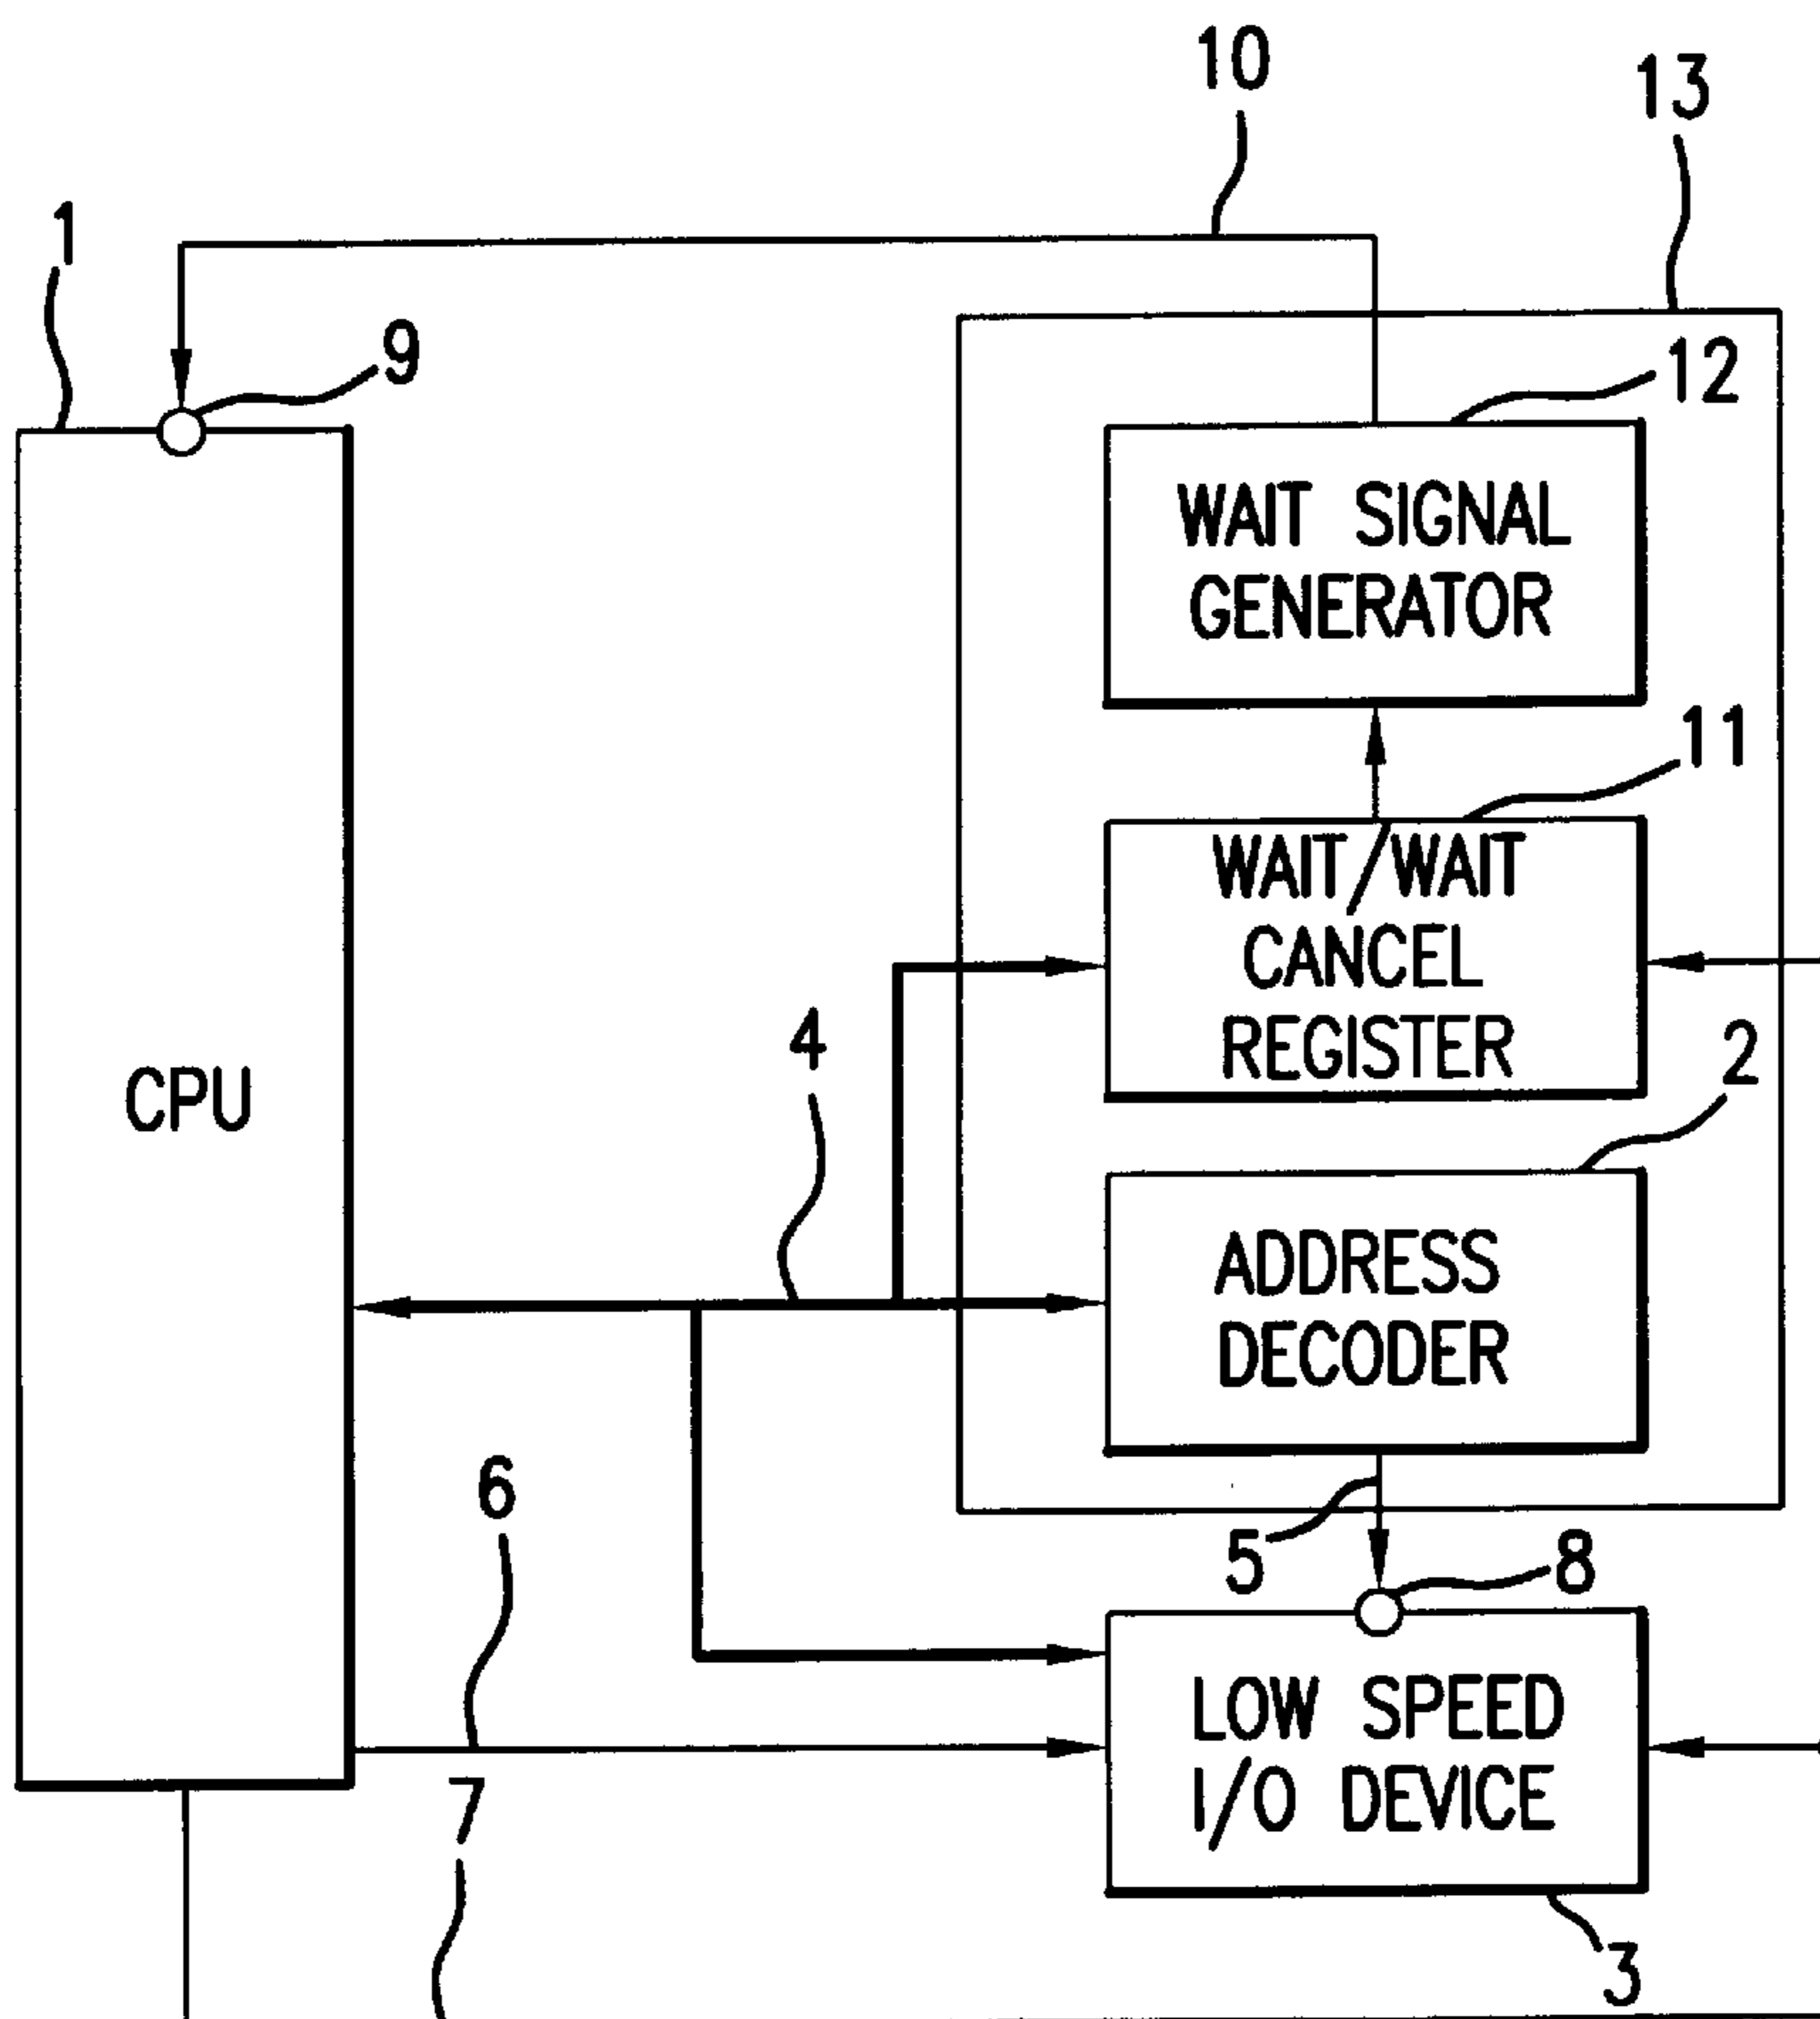 10
13
1
9
12
WAIT SIGNAL
GENERATOR
11
WAIT/WAIT
CANCEL
REGISTER
4
2
CPU
ADDRESS
DECODER
6
5
8
LOW SPEED
I/O DEVICE
7
3